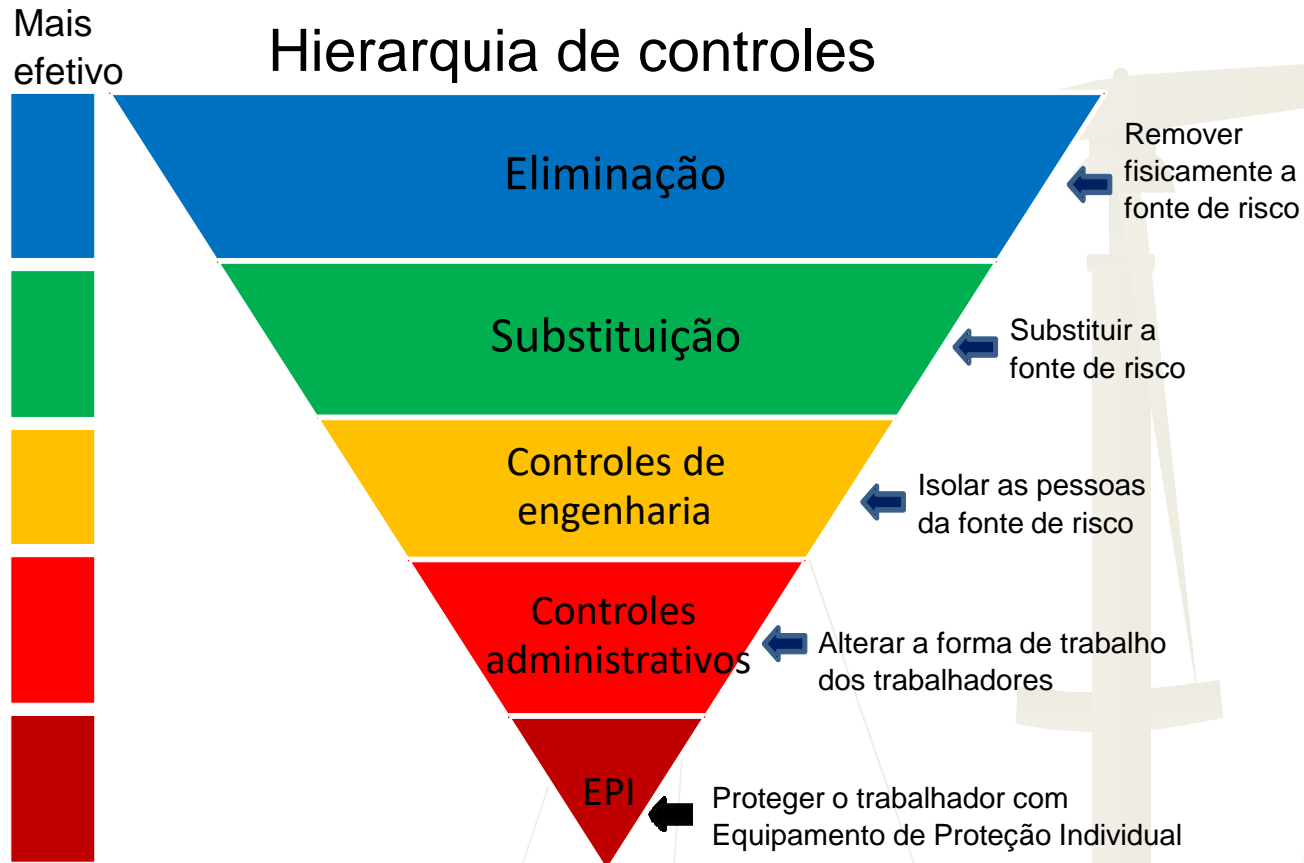 Mais
efetivo
Hierarquia de controles
Eliminação
Remover
fisicamente a
fonte de risco
Substituição
Substituir a
fonte de risco
Controles de
engenharia
Isolar as pessoas
da fonte de risco
Controles
administrativos
Alterar a forma de trabalho
dos trabalhadores
EPI
Proteger o trabalhador com
Equipamento de Proteção Individual